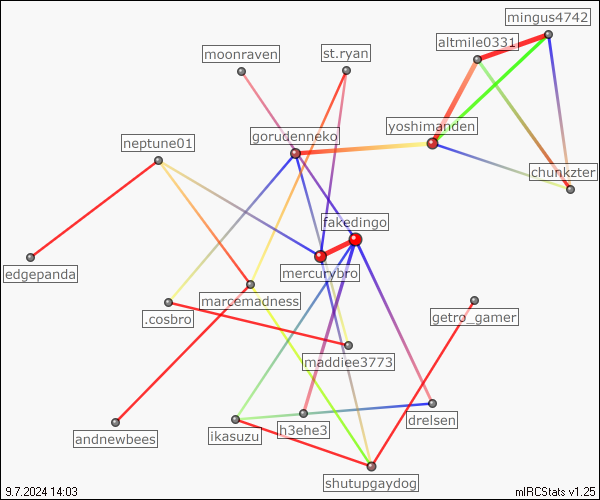 mingus4742
altmile0331
moonraven
st.ryan
yoshimanden
gorudenneko
neptune01
chunkzter
fakedingo
edgepanda
mercurybro
marcemadness
.cosbro
getro_gamer
maddiee3773
drelsen
h3ehe3
ikasuzu
andnewbees
shutupgaydog
9.7.2024 14:03
mIRCStats v1.25